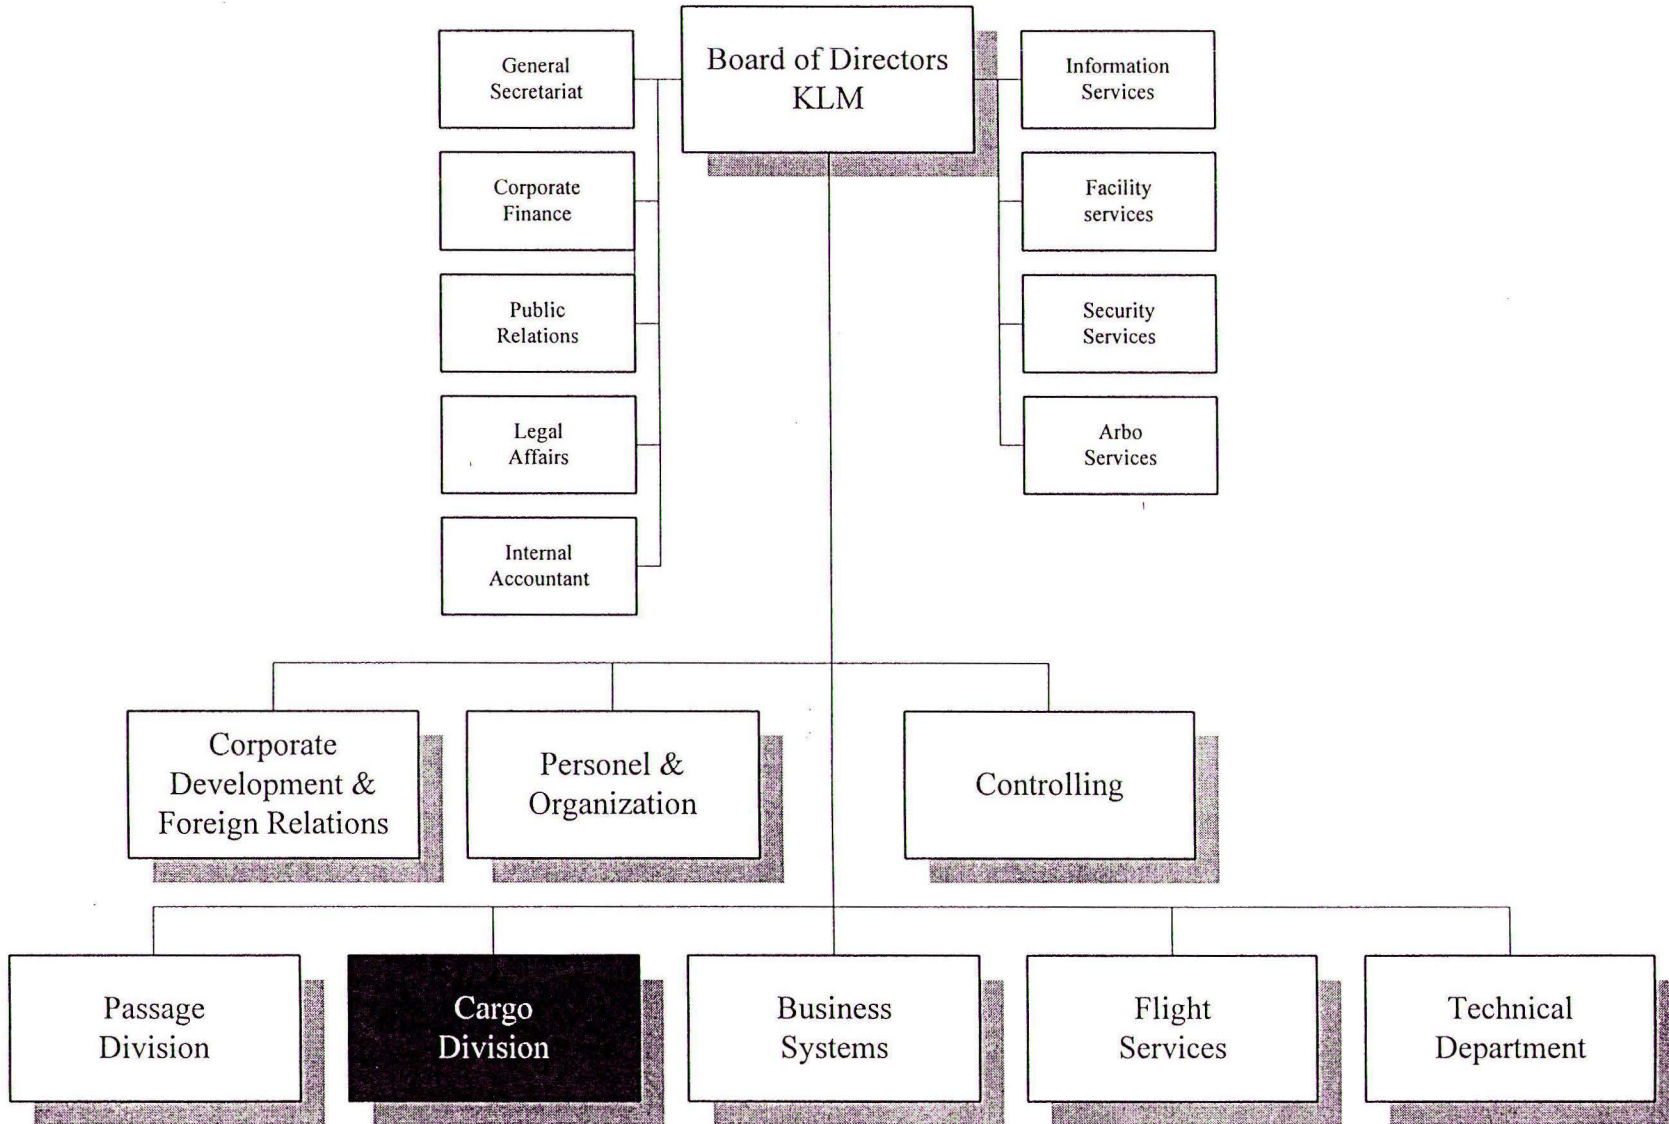 Board of Directors
KLM
General
Secretariat
Corporate
Finance
Public
Relations
Legal
Affairs
Internal
Accountant
Information
Services
Facility
services
Security
Services
Arbo
Services
Corporate
Development &
Foreign Relations
Personel &
Organization
Controlling
Passage
Division
Cargo
Division
Business
Systems
Flight
Services
Technical
Department